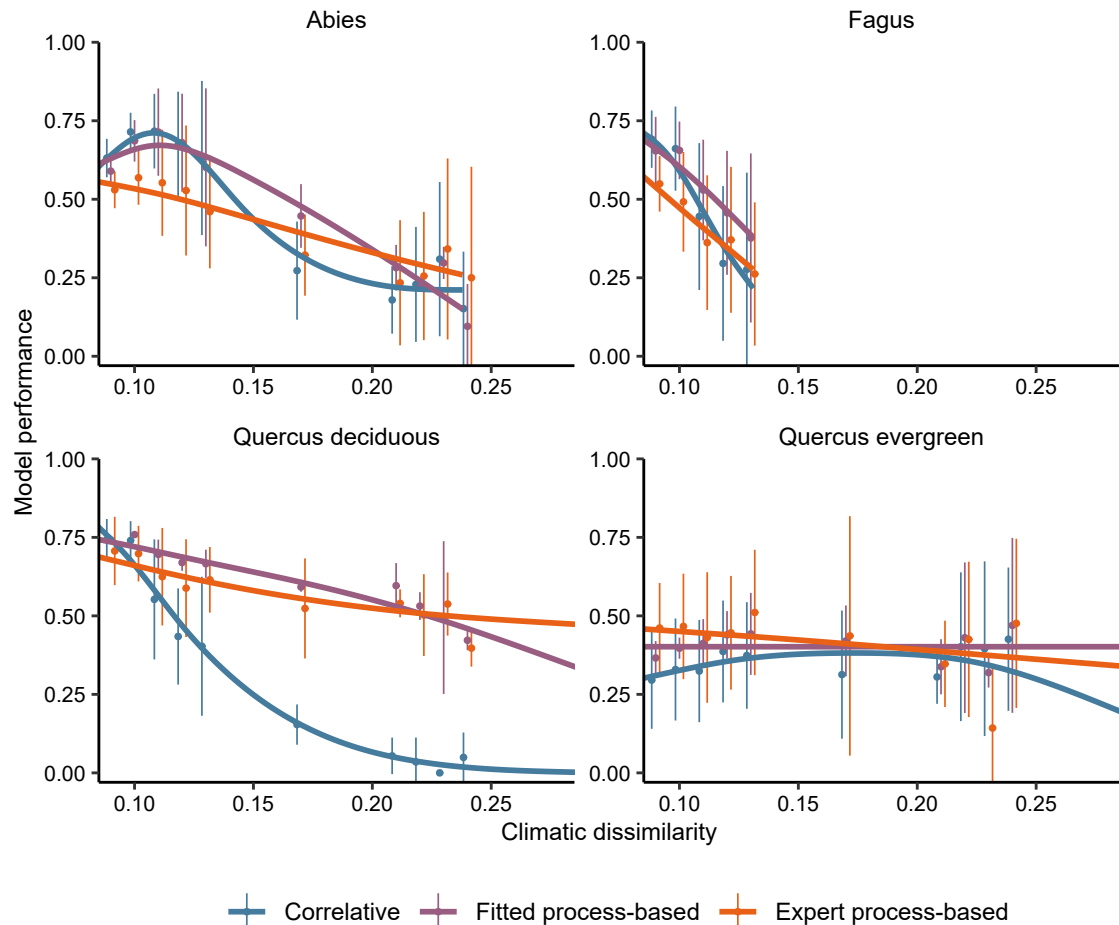 Abies
Fagus
1.00
0.75
0.50
0.25
0.00
0.10 0.15 0.20 0.25
1.00
0.75
0.50
0.25
0.00
0.10 0.15 0.20 0.25
Model performance
Quercus deciduous
Quercus evergreen
1.00
0.75
0.50
0.25
0.00
0.10 0.15 0.20 0.25
1.00
0.75
0.50
0.25
0.00
0.10 0.15 0.20 0.25
Climatic dissimilarity
Correlative Fitted process-based Expert process-based